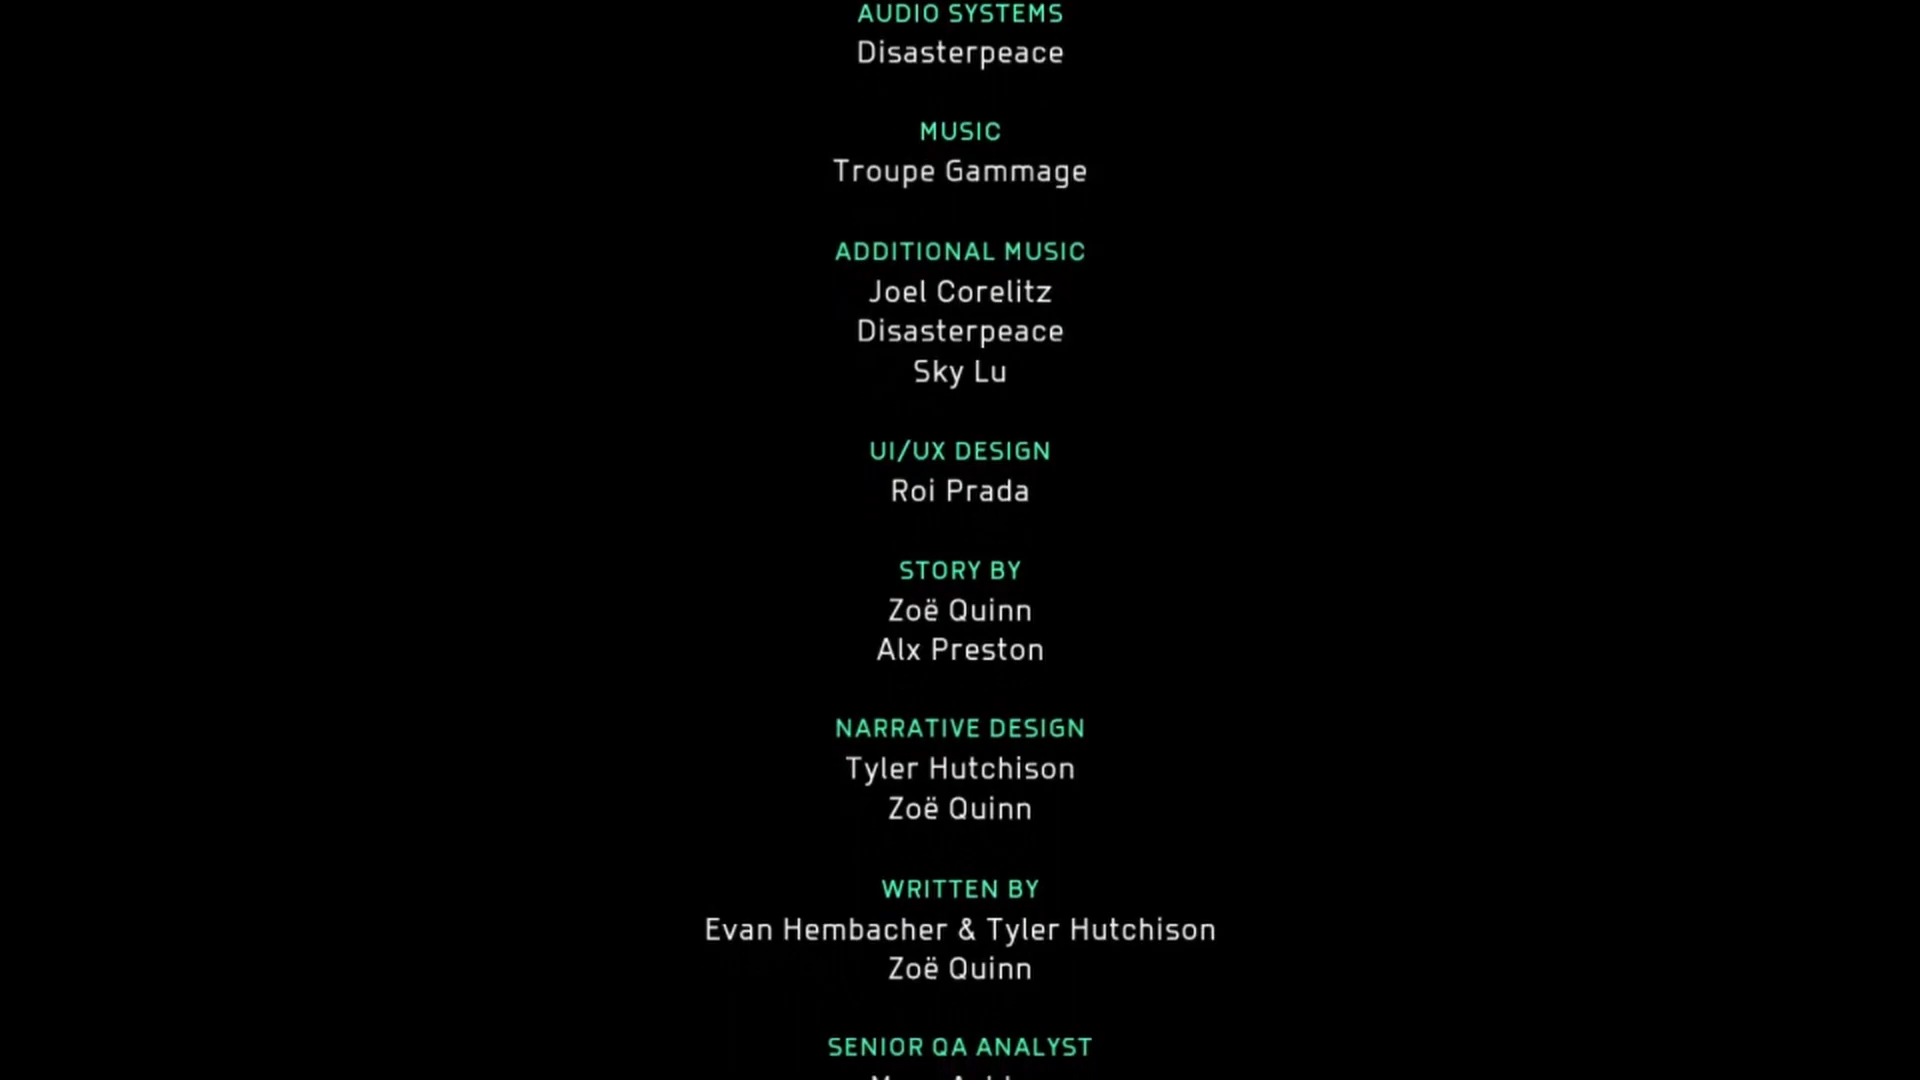 AUDIO SYSTEMS
Disasterpeace
MUSIC
Troupe Gammage
ADDITIONAL MUSIC
Joel Corelitz
Disasterpeace
Sky Lu
UI/UX DESIGN
Roi Prada
STORY BY
Zoë Quinn
Alx Preston
NARRATIVE DESIGN
Tyler Hutchison
Zoë Quinn
WRITTEN BY
Evan Hembacher & Tyler Hutchison
Zoë Quinn
SENIOR QA ANALYST